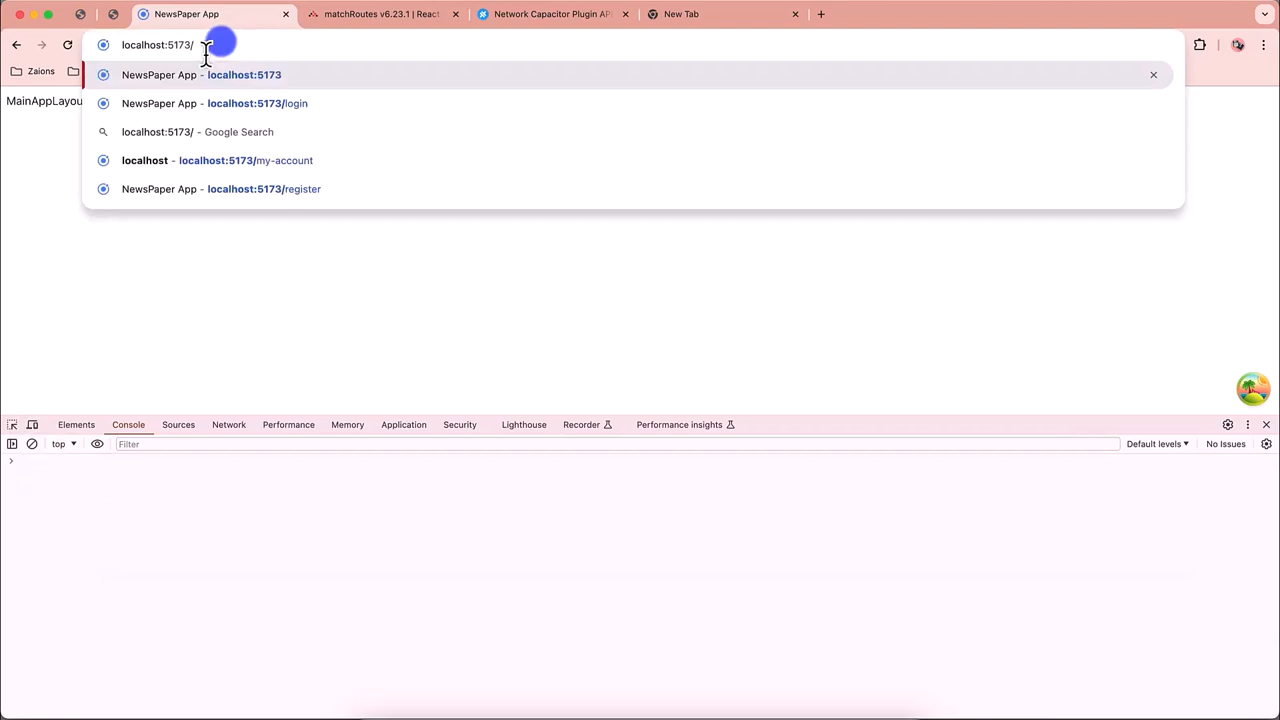 NewsPaper App
matchRoutes v6.23.1 | React
Network Capacitor Plugin API
New Tab
localhost:5173/
Zaions
NewsPaper App - localhost:5173
NewsPaper App - localhost:5173/login
localhost:5173/ - Google Search
localhost - localhost:5173/my-account
NewsPaper App - localhost:5173/register
MainAppLayou
Elements Console Sources Network Performance Memory Application Security Lighthouse Recorder Performance insights
top Filter Default levels No Issues